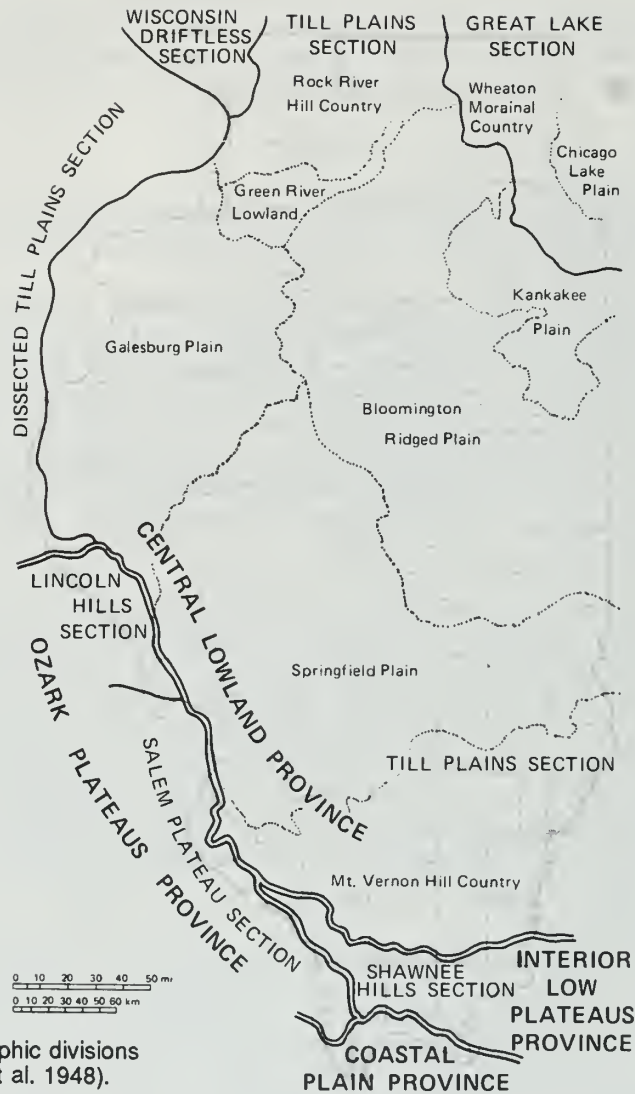 WISCONSIN
DRIFTLESS
SECTION
TILL PLAINS
SECTION
GREAT LAKE
SECTION
Rock River
Hill Country
Wheaton
Morainal
Country
Chicago
Lake
Plain
Green River
Lowland
DISSECTED TILL PLAINS SECTION
Kankakee
Plain
Galesburg Plain
Bloomington
Ridged Plain
CENTRAL LOWLAND PROVINCE
LINCOLN
HILLS
SECTION
OZARK PLATEAUS PROVINCE
Springfield Plain
SALEM PLATEAU SECTION
TILL PLAINS SECTION
Mt. Vernon Hill Country
SHAWNEE
HILLS SECTION
INTERIOR
LOW
PLATEAUS
PROVINCE
COASTAL
PLAIN PROVINCE
0 10 20 30 40 50
0 10 20 30 40 50 60 km
phic divisions
t al. 1948).